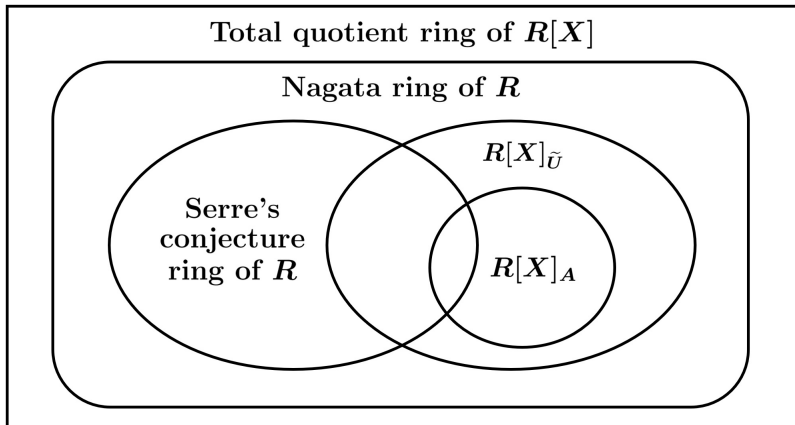 Total quotient ring of R[X]
Nagata ring of R
R[X]_Ũ
Serre's
conjecture
ring of R
R[X]_A